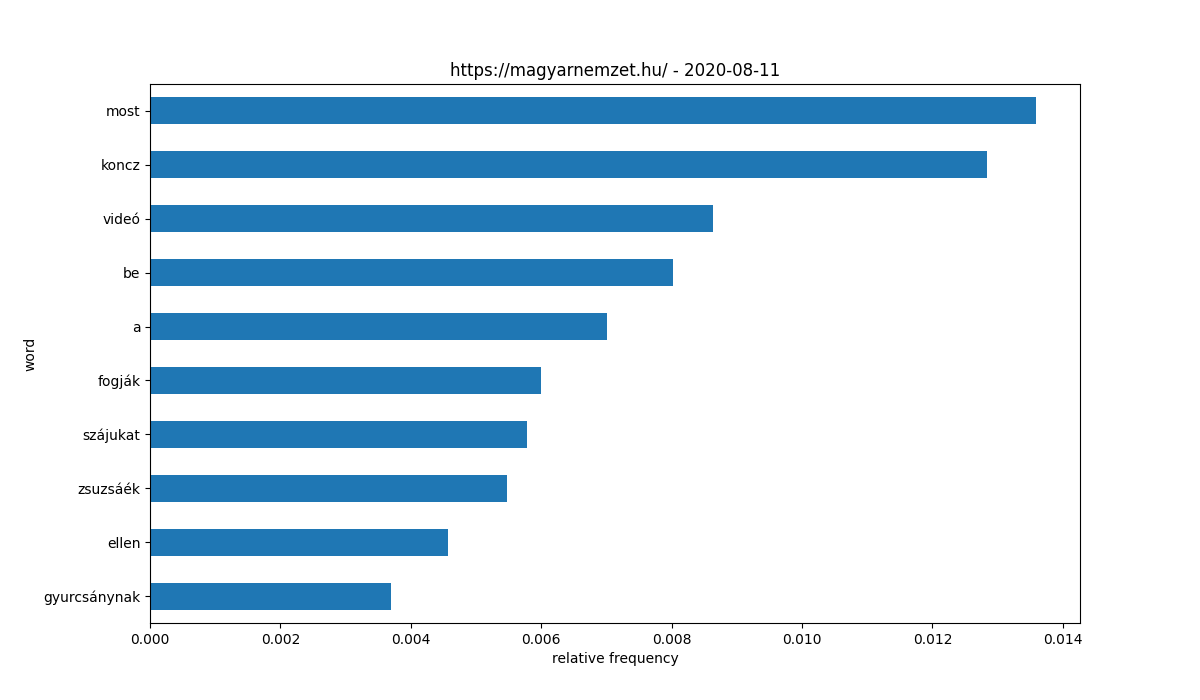 https://magyarnemzet.hu/ - 2020-08-11
word
most
koncz
videó
be
a
fogják
szájukat
zsuzsáék
ellen
gyurcsánynak
0.000 0.002 0.004 0.006 0.008 0.010 0.012 0.014
relative frequency